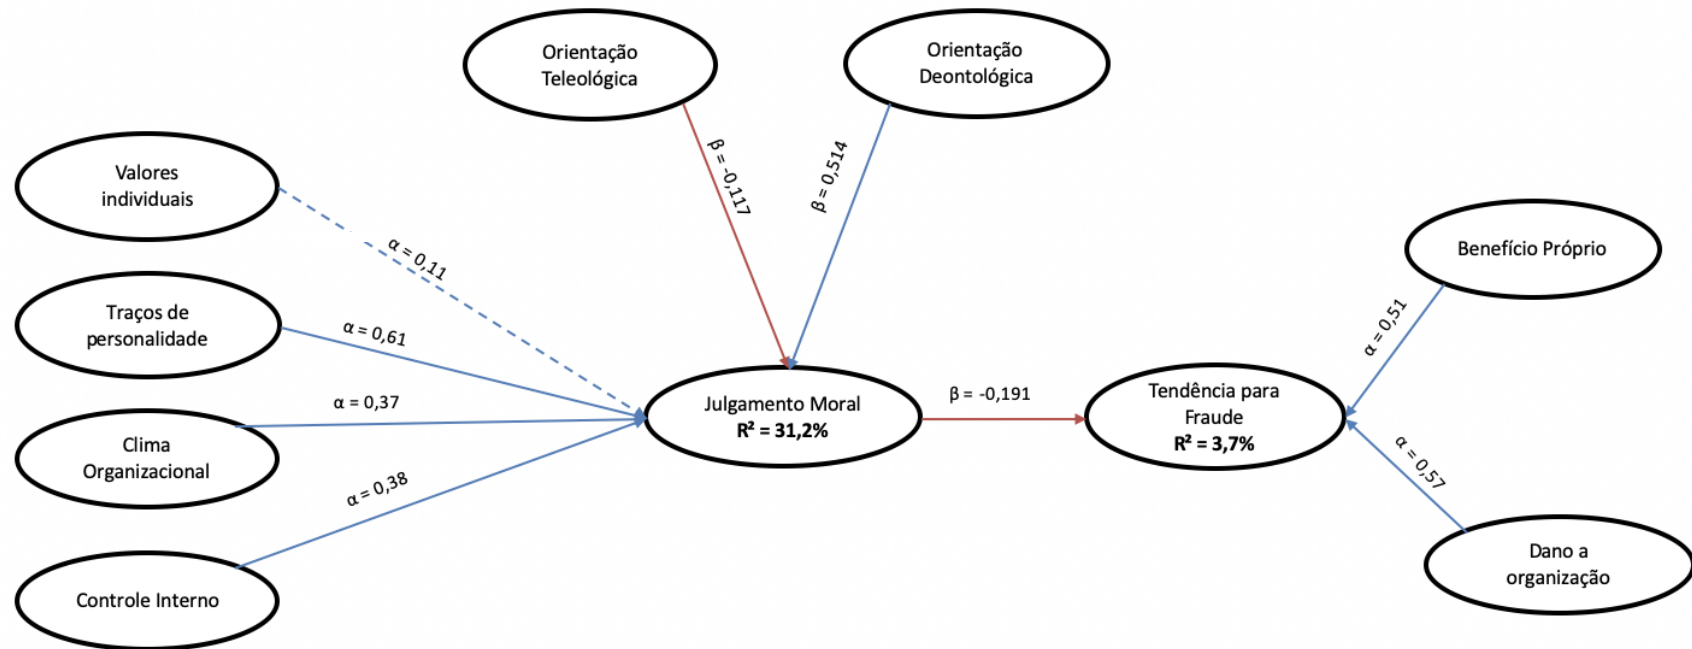 Orientação
Teleológica
Orientação
Deontológica
β = -0,117
β = 0,514
Valores
individuais
α = 0,11
Traços de
personalidade
α = 0,61
Clima
Organizacional
α = 0,37
Controle Interno
α = 0,38
Julgamento Moral
R² = 31,2%
β = -0,191
Tendência para
Fraude
R² = 3,7%
Benefício Próprio
α = 0,51
α = 0,57
Dano a
organização